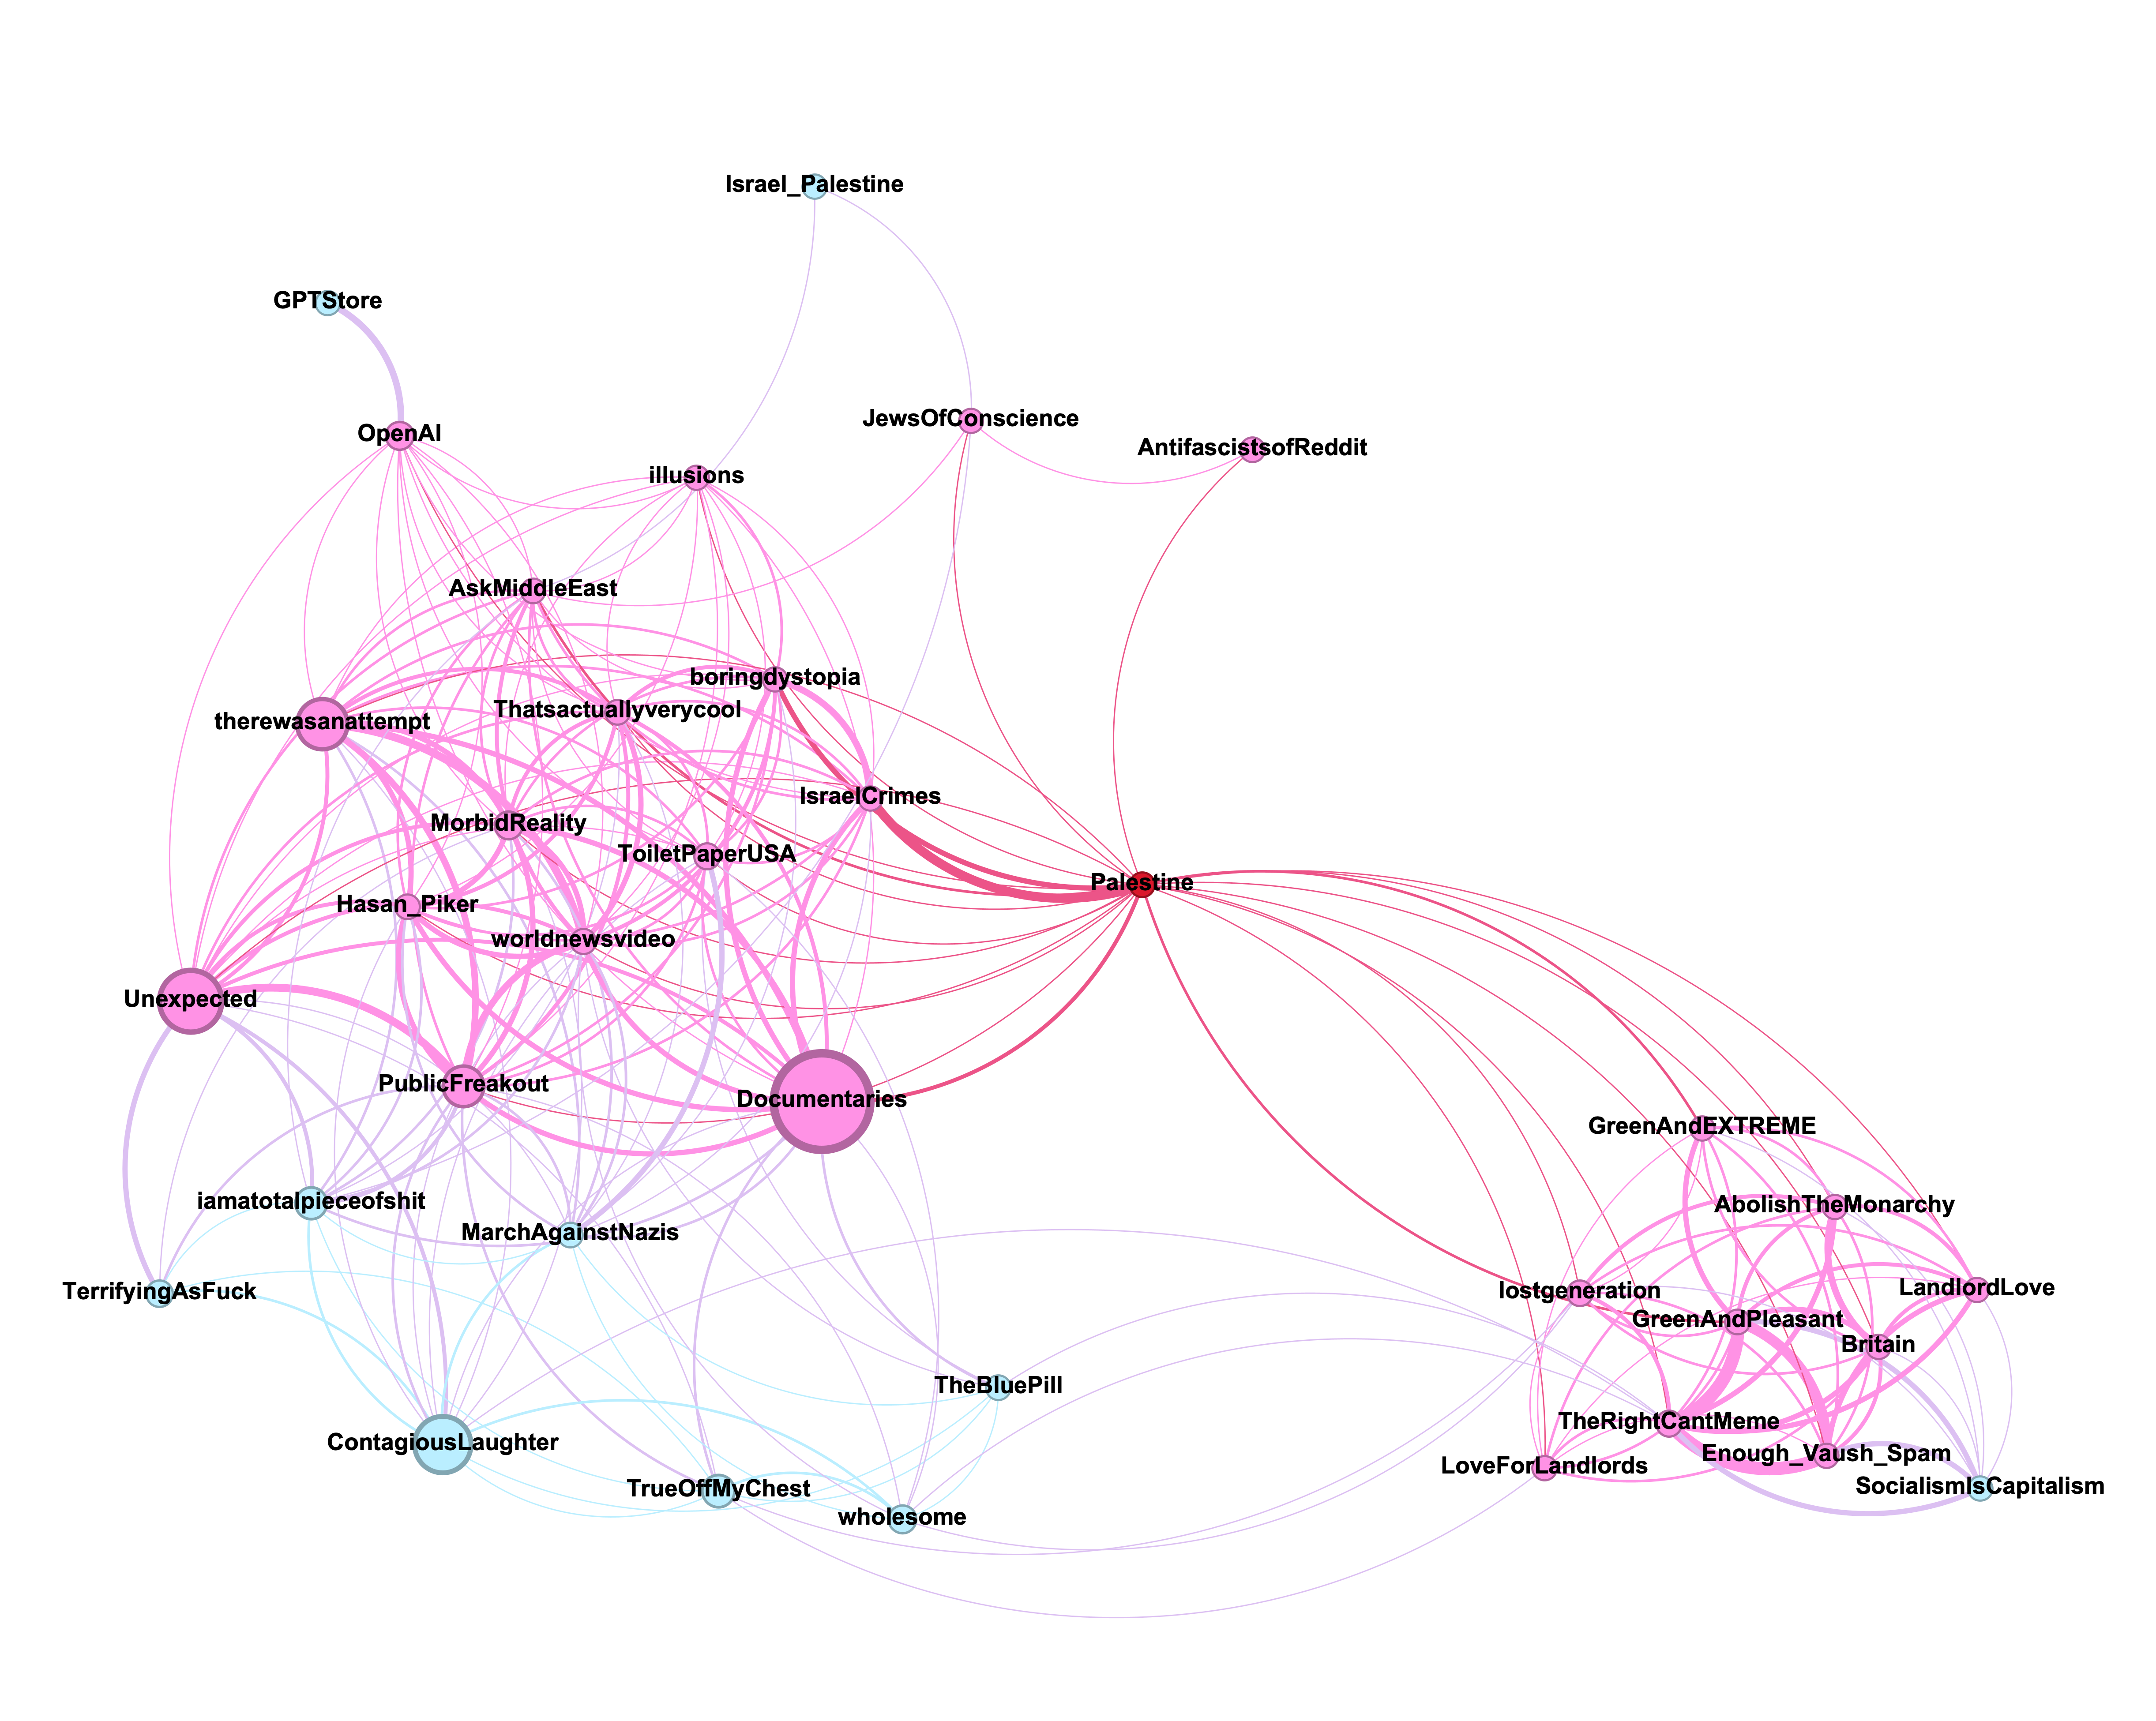 Israel_Palestine
GPTStore
JewsOfConscience
OpenAI
AntifascistsofReddit
illusions
AskMiddleEast
boringdystopia
Thatsactuallyverycool
therewasanattempt
IsraelCrimes
MorbidReality
ToiletPaperUSA
Palestine
Hasan_Piker
worldnewsvideo
Unexpected
PublicFreakout
Documentaries
GreenAndEXTREME
iamatotalpieceofshit
AbolishTheMonarchy
MarchAgainstNazis
TerrifyingAsFuck
lostgeneration
LandlordLove
GreenAndPleasant
Britain
TheBluePill
TheRightCantMeme
ContagiousLaughter
Enough_Vaush_Spam
LoveForLandlords
TrueOffMyChest
SocialismIsCapitalism
wholesome